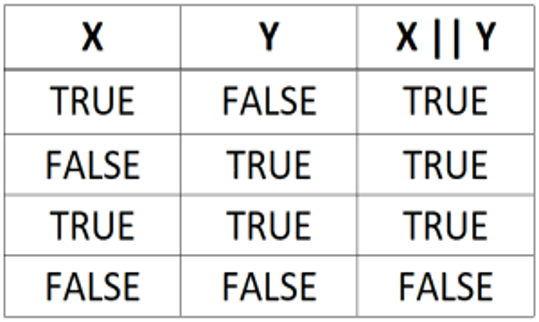 X Y X || Y
TRUE FALSE TRUE
FALSE TRUE TRUE
TRUE TRUE TRUE
FALSE FALSE FALSE